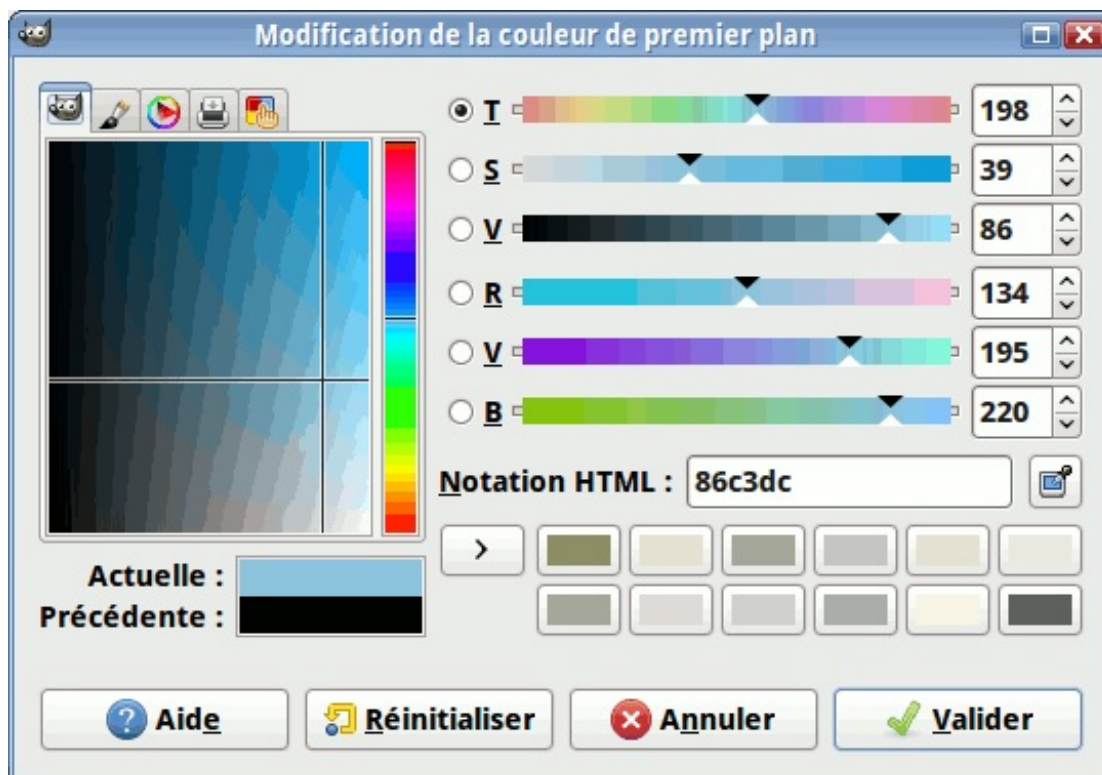 Modification de la couleur de premier plan
T 198
S 39
V 86
R 134
V 195
B 220
Notation HTML : 86c3dc
>
Actuelle :
Précédente :
Aide Réinitialiser Annuler Valider